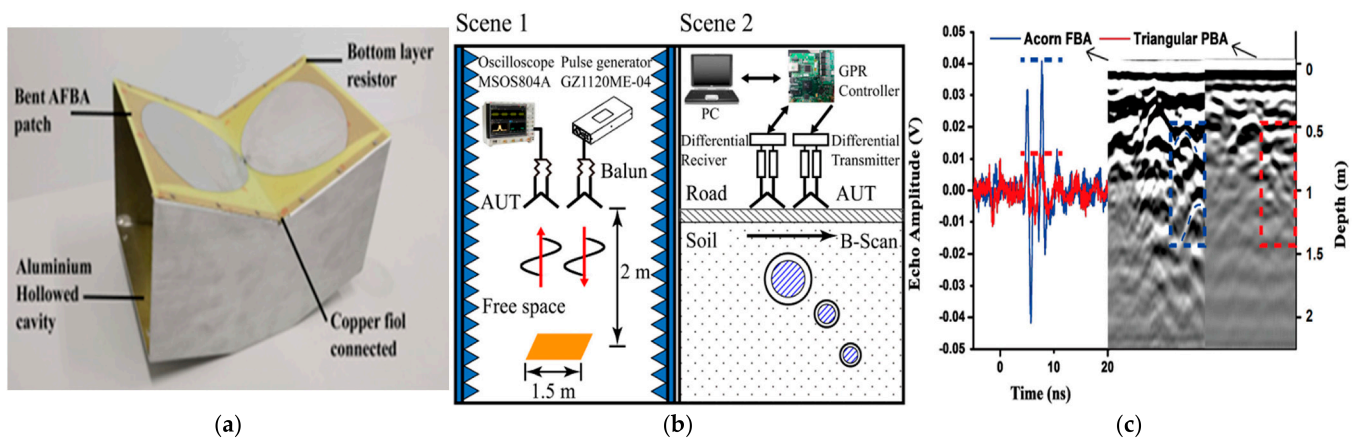 Bottom layer
resistor
Bent AFBA
patch
Aluminium
Hollowed
cavity
Copper fiol
connected
(a)
Scene 1
Oscilloscope
MSOS804A
Pulse generator
GZ1120ME-04
Balun
AUT
2 m
Free space
1.5 m
Scene 2
PC
GPR
Controller
Differential
Reciver
Differential
Transmitter
Road
AUT
Soil
B-Scan
(b)
Acorn FBA
Triangular PBA
Echo Amplitude (V)
0.05
0.04
0.03
0.02
0.01
0.00
-0.01
-0.02
-0.03
-0.04
-0.05
0
10
20
Time (ns)
0
0.5
1
1.5
2
Depth (m)
(c)